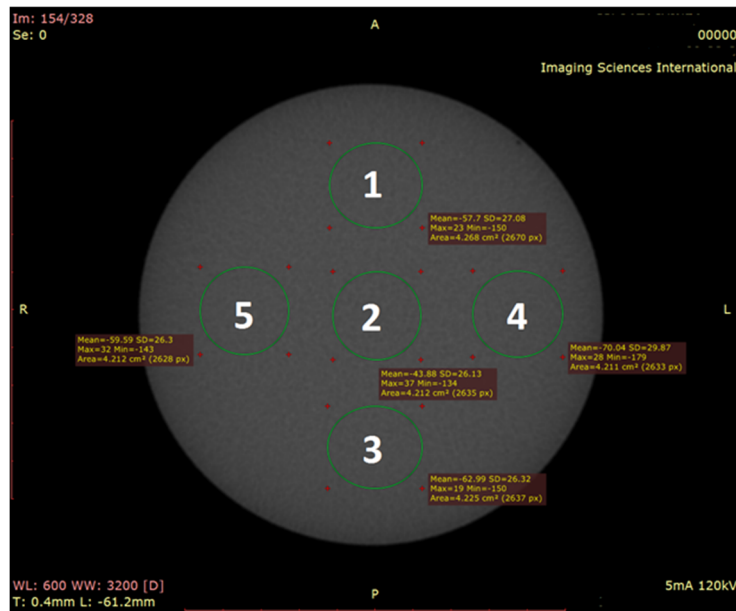 Im: 154/328
Se: 0
A
00000
Imaging Sciences International
1
Mean=-57.7 SD=27.08
Max=23 Min=-150
Area=4.268 cm² (2670 px)
R
5
2
4
L
Mean=-59.59 SD=26.3
Max=32 Min=-143
Area=4.212 cm² (2628 px)
Mean=-43.88 SD=26.13
Max=37 Min=-134
Area=4.212 cm² (2635 px)
Mean=-70.04 SD=29.87
Max=28 Min=-179
Area=4.211 cm² (2633 px)
3
Mean=-62.99 SD=26.32
Max=19 Min=-150
Area=4.225 cm² (2637 px)
WL: 600 WW: 3200 [D]
T: 0.4mm L: -61.2mm
P
5mA 120kV